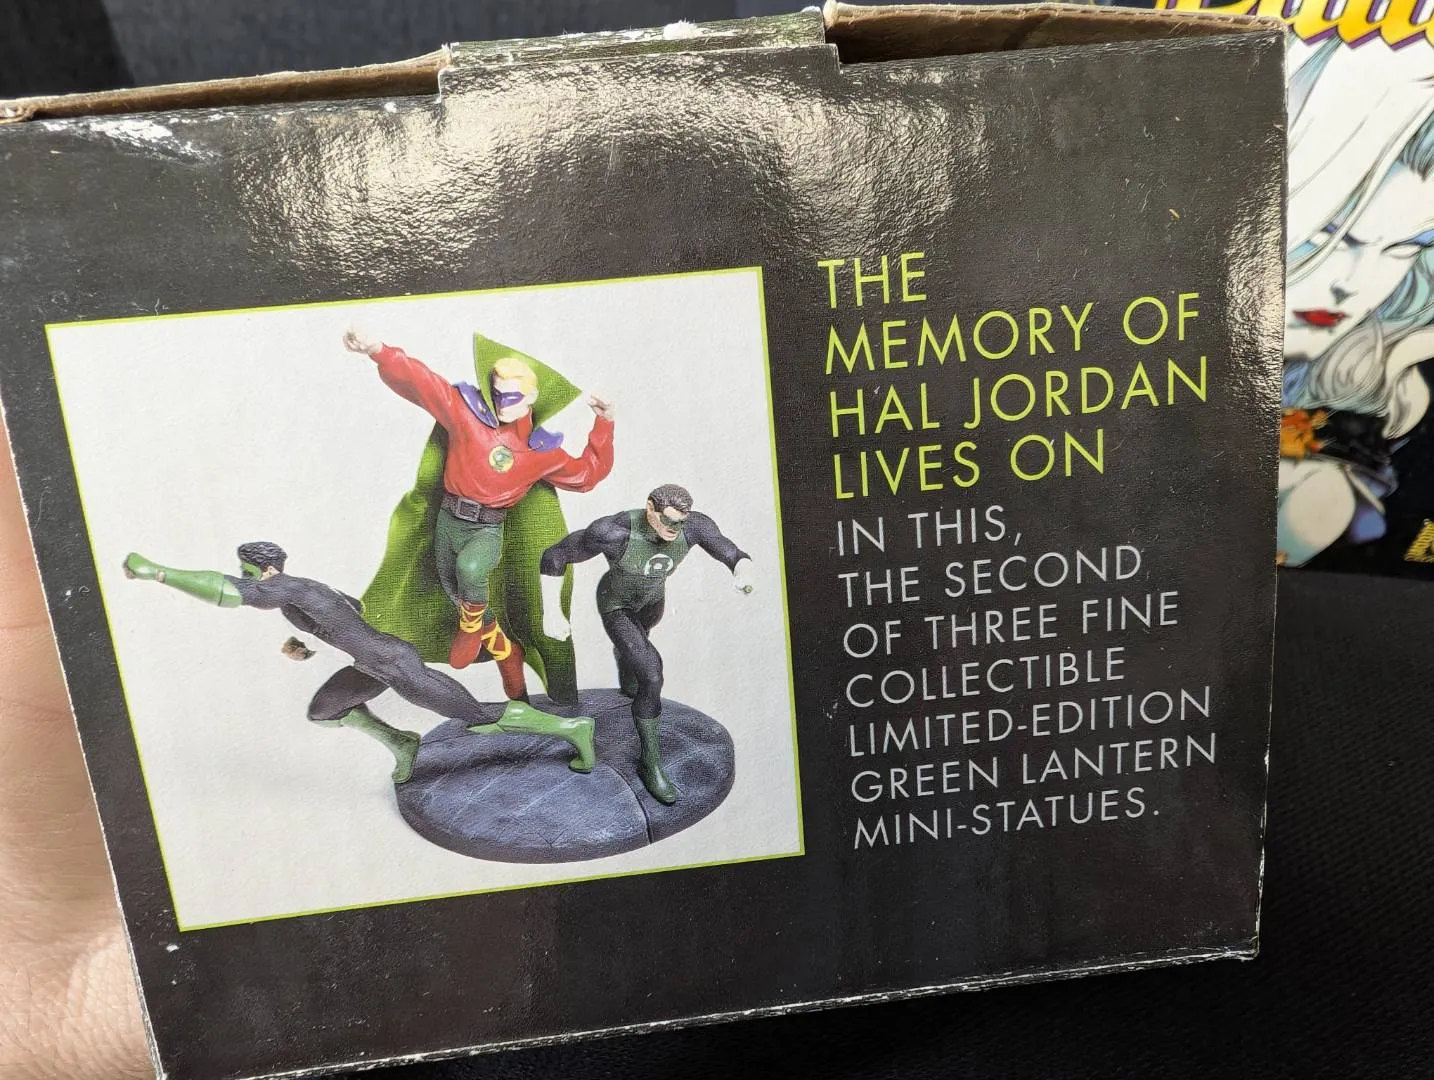 THE
MEMORY OF
HAL JORDAN
LIVES ON
IN THIS,
THE SECOND
OF THREE FINE
COLLECTIBLE
LIMITED-EDITION
GREEN LANTERN
MINI-STATUES.